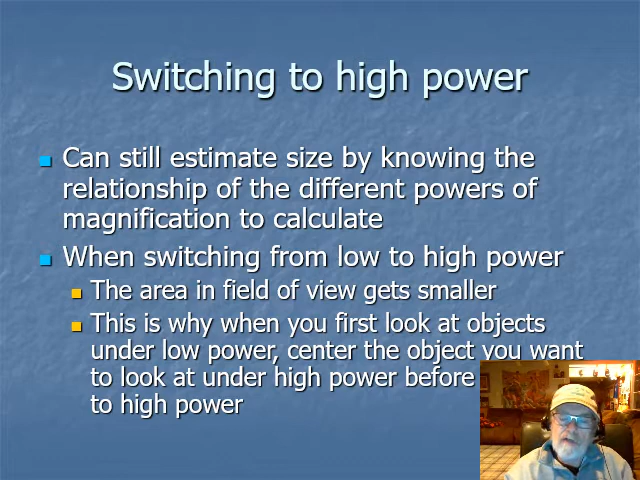 Switching to high power
Can still estimate size by knowing the
relationship of the different powers of
magnification to calculate
When switching from low to high power
The area in field of view gets smaller
This is why when you first look at objects
under low power, center the object you want
to look at under high power before
to high power